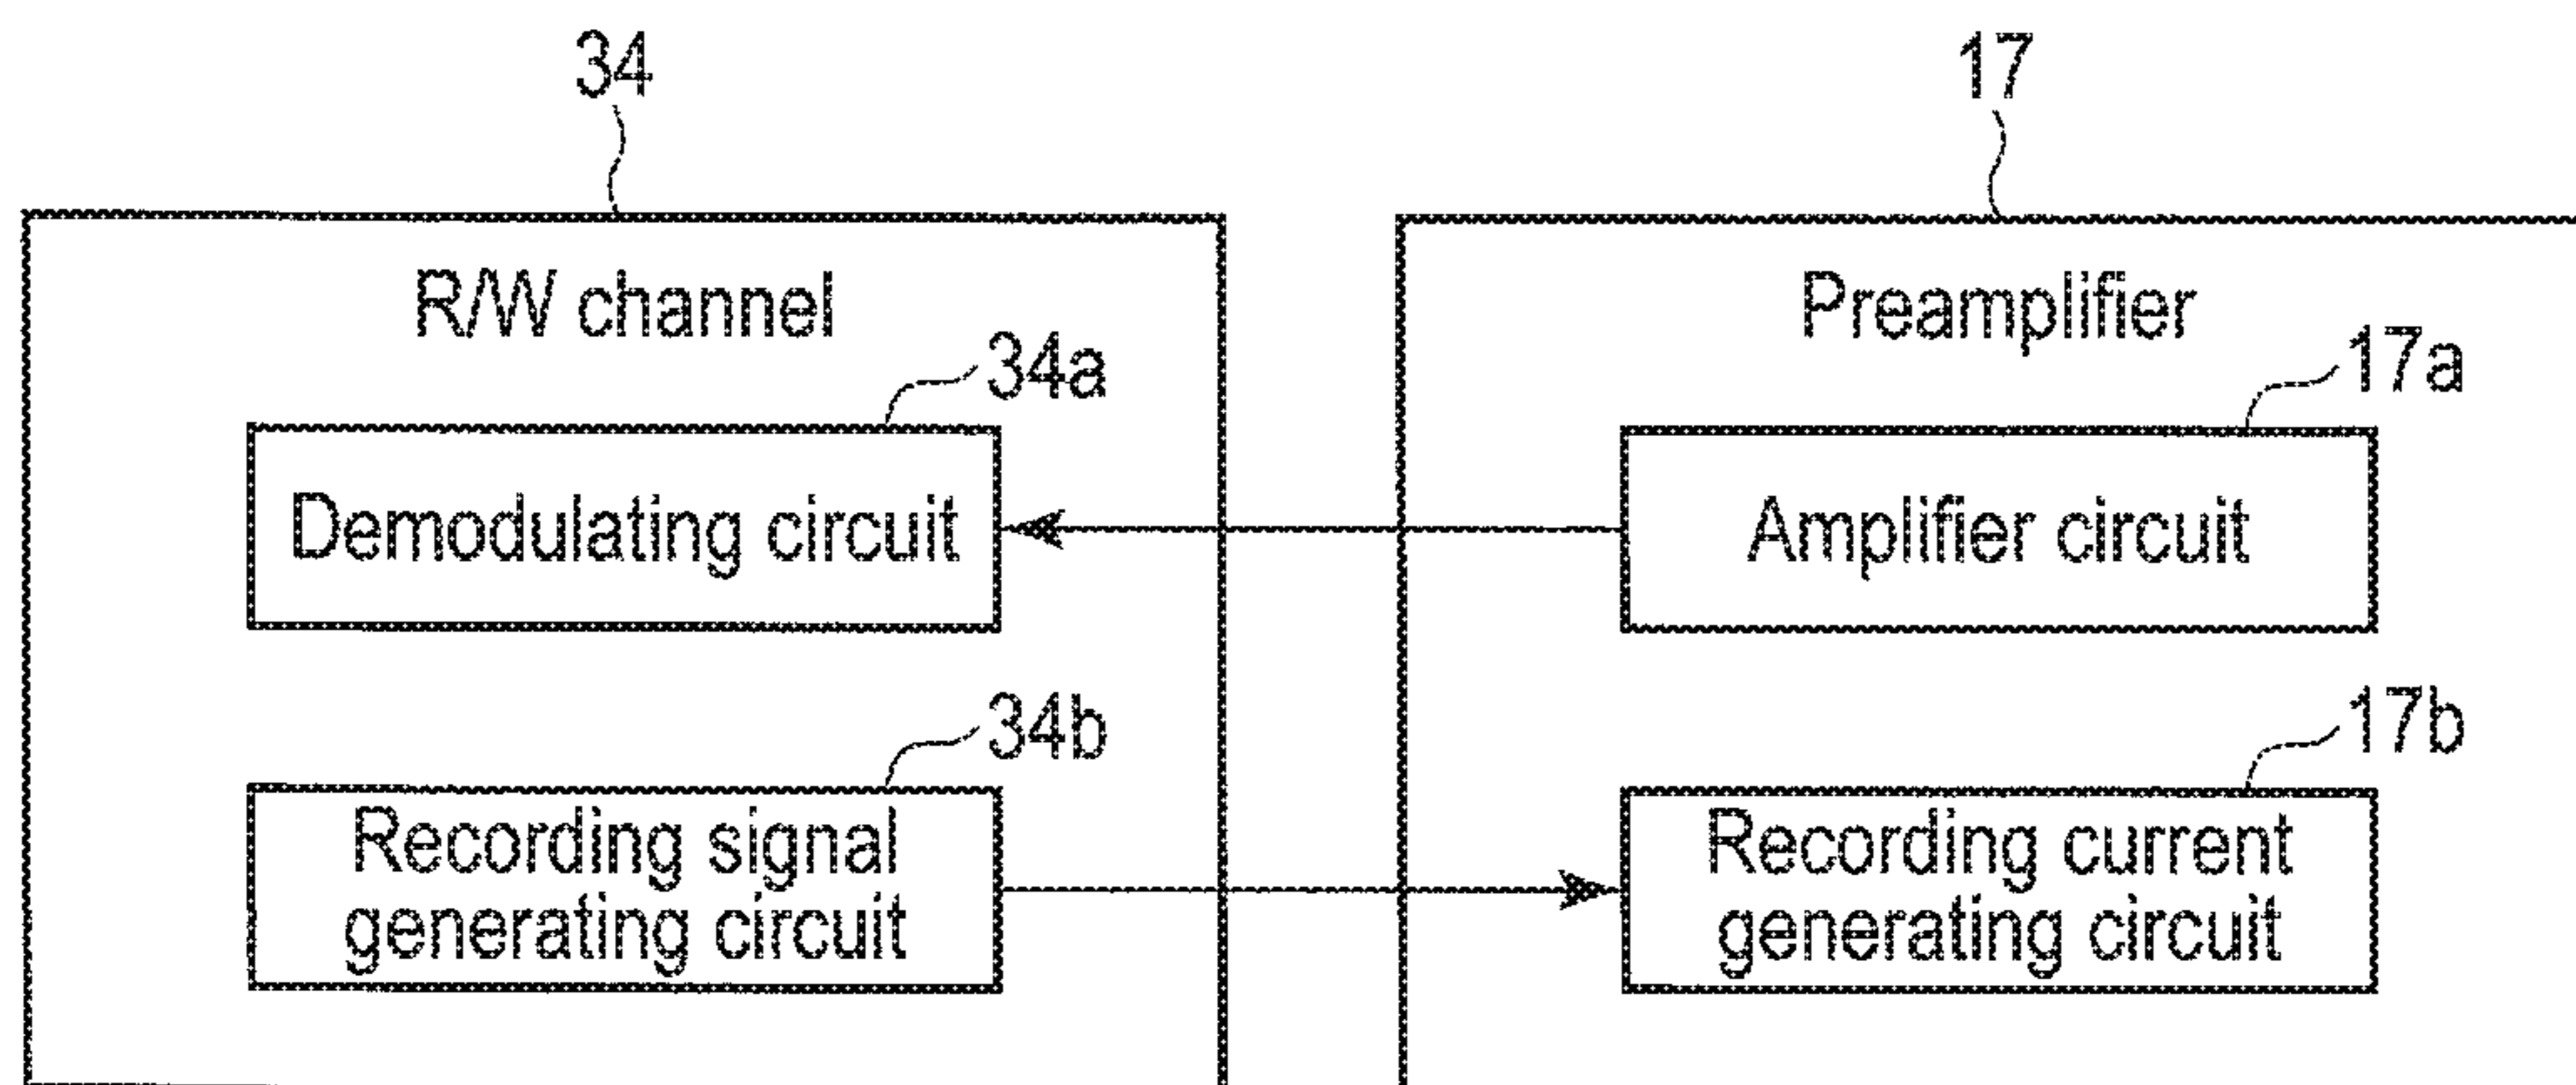 34
17
R/W channel
Preamplifier
34a
17a
Demodulating circuit
Amplifier circuit
34b
17b
Recording signal
generating circuit
Recording current
generating circuit